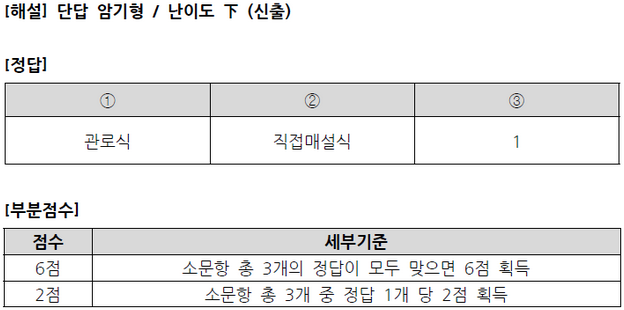 [해설] 단답 암기형 / 난이도 下 (신출)
[정답]
① ② ③
관로식 직접매설식 1
[부분점수]
점수 세부기준
6점 소문항 총 3개의 정답이 모두 맞으면 6점 획득
2점 소문항 총 3개 중 정답 1개 당 2점 획득